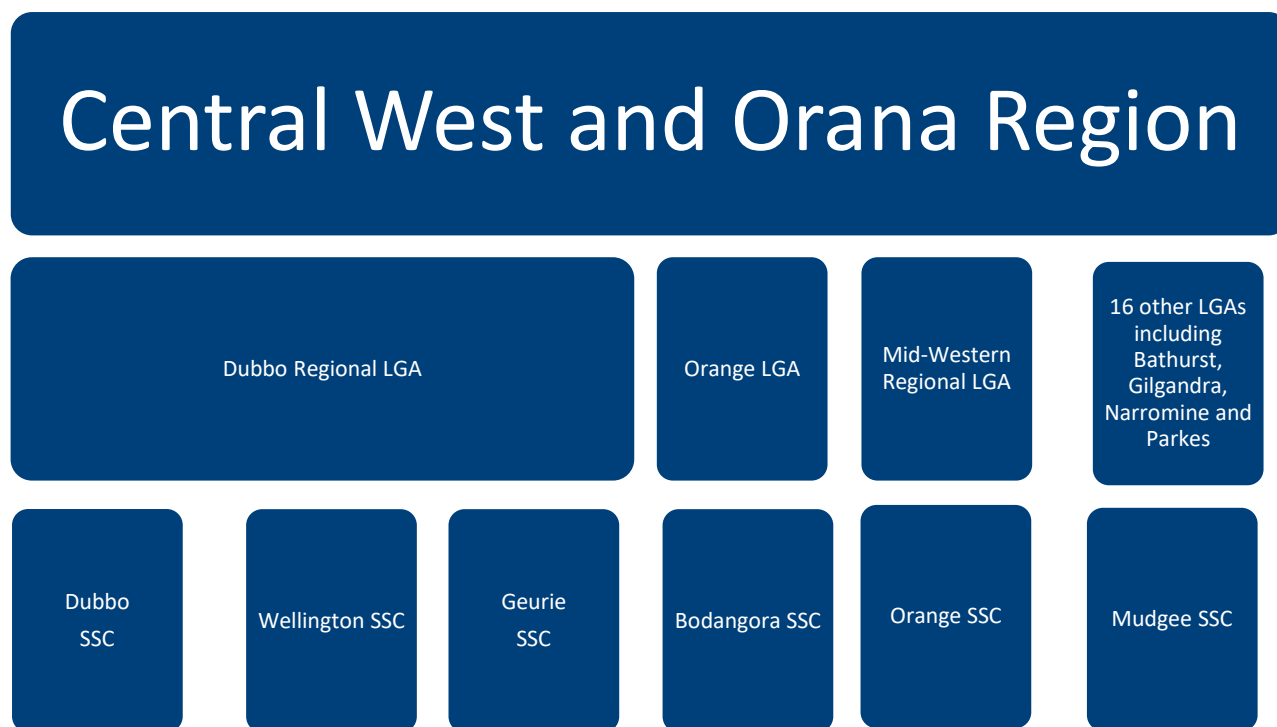 Central West and Orana Region
Dubbo Regional LGA
Orange LGA
Mid-Western
Regional LGA
16 other LGAs
including
Bathurst,
Gilgandra,
Narromine and
Parkes
Dubbo
SSC
Wellington SSC
Geurie
SSC
Bodangora SSC
Orange SSC
Mudgee SSC